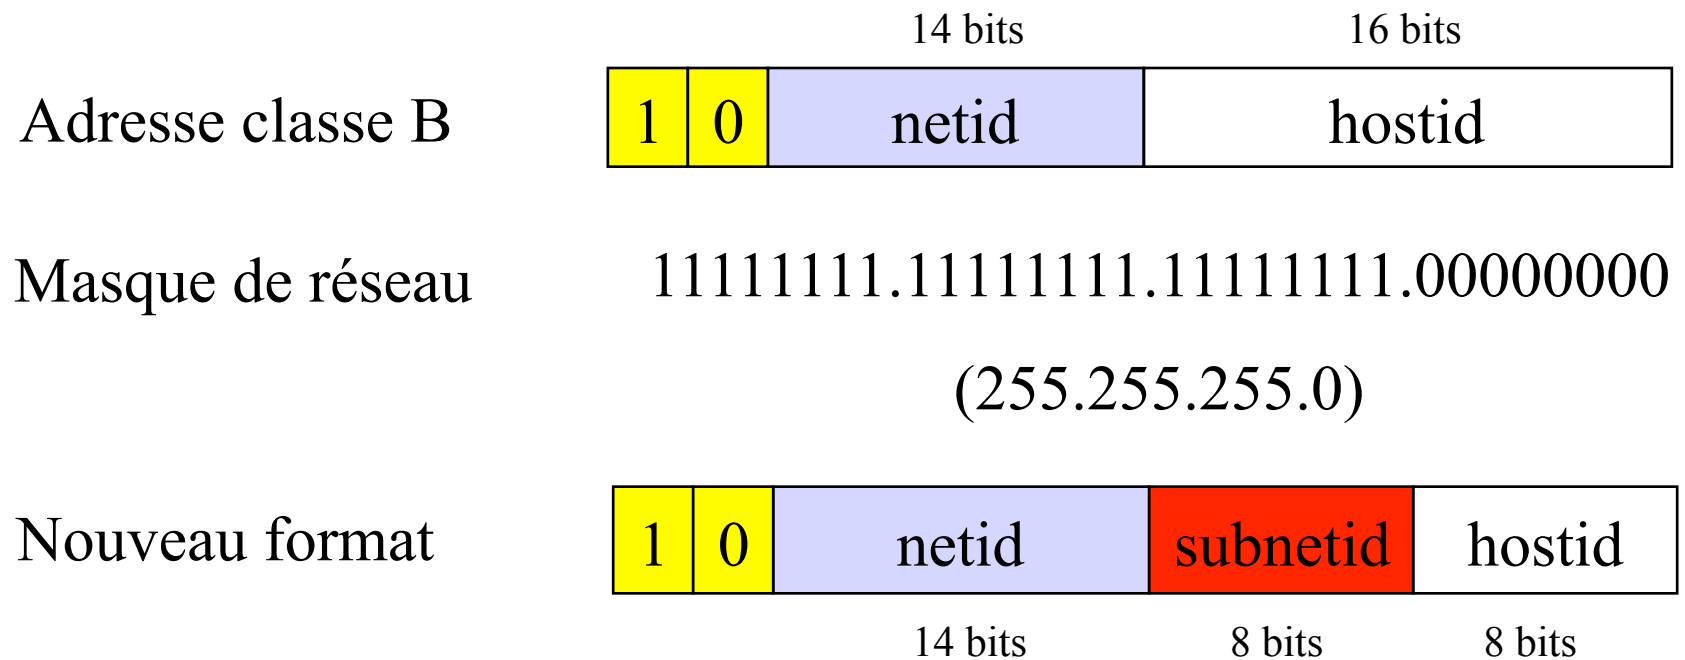 14 bits 16 bits
Adresse classe B 1 0 netid hostid
Masque de réseau 11111111.11111111.11111111.00000000
(255.255.255.0)
Nouveau format 1 0 netid subnetid hostid
14 bits 8 bits 8 bits